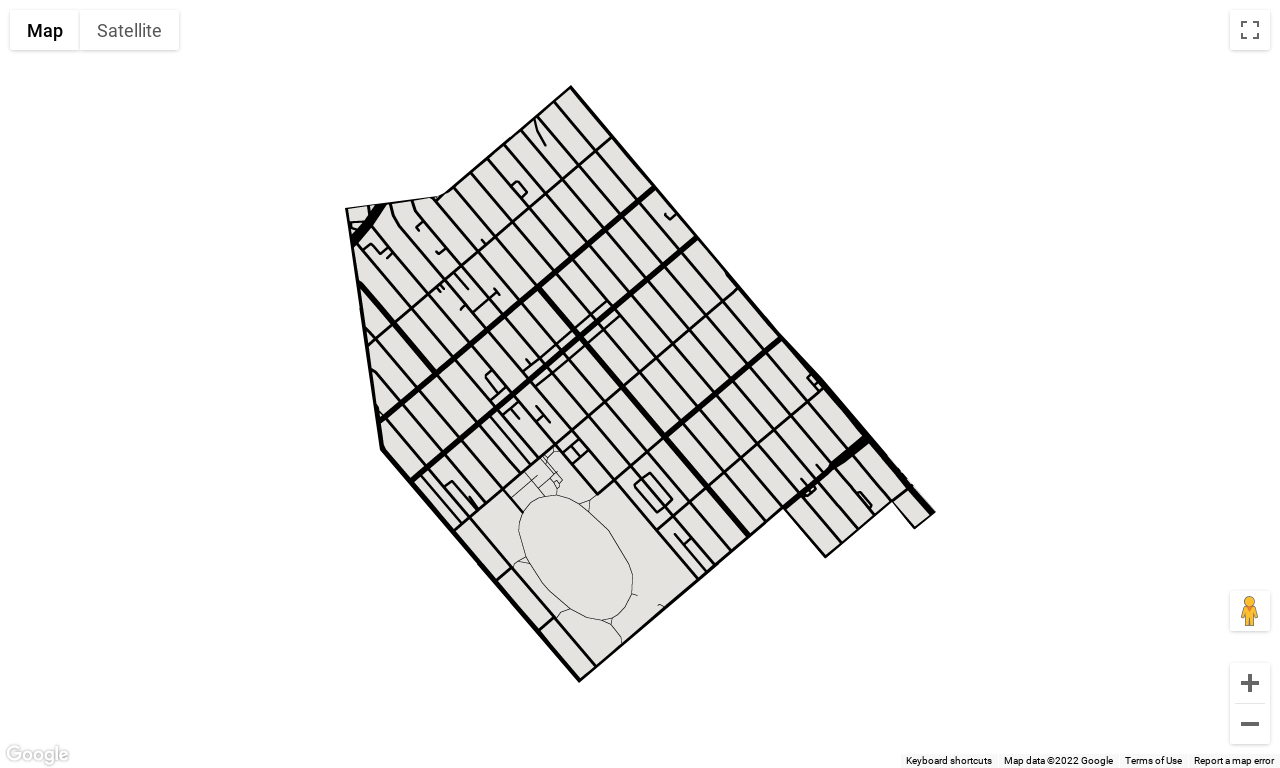 Map Satellite
Google
Keyboard shortcuts Map data ©2022 Google Terms of Use Report a map error